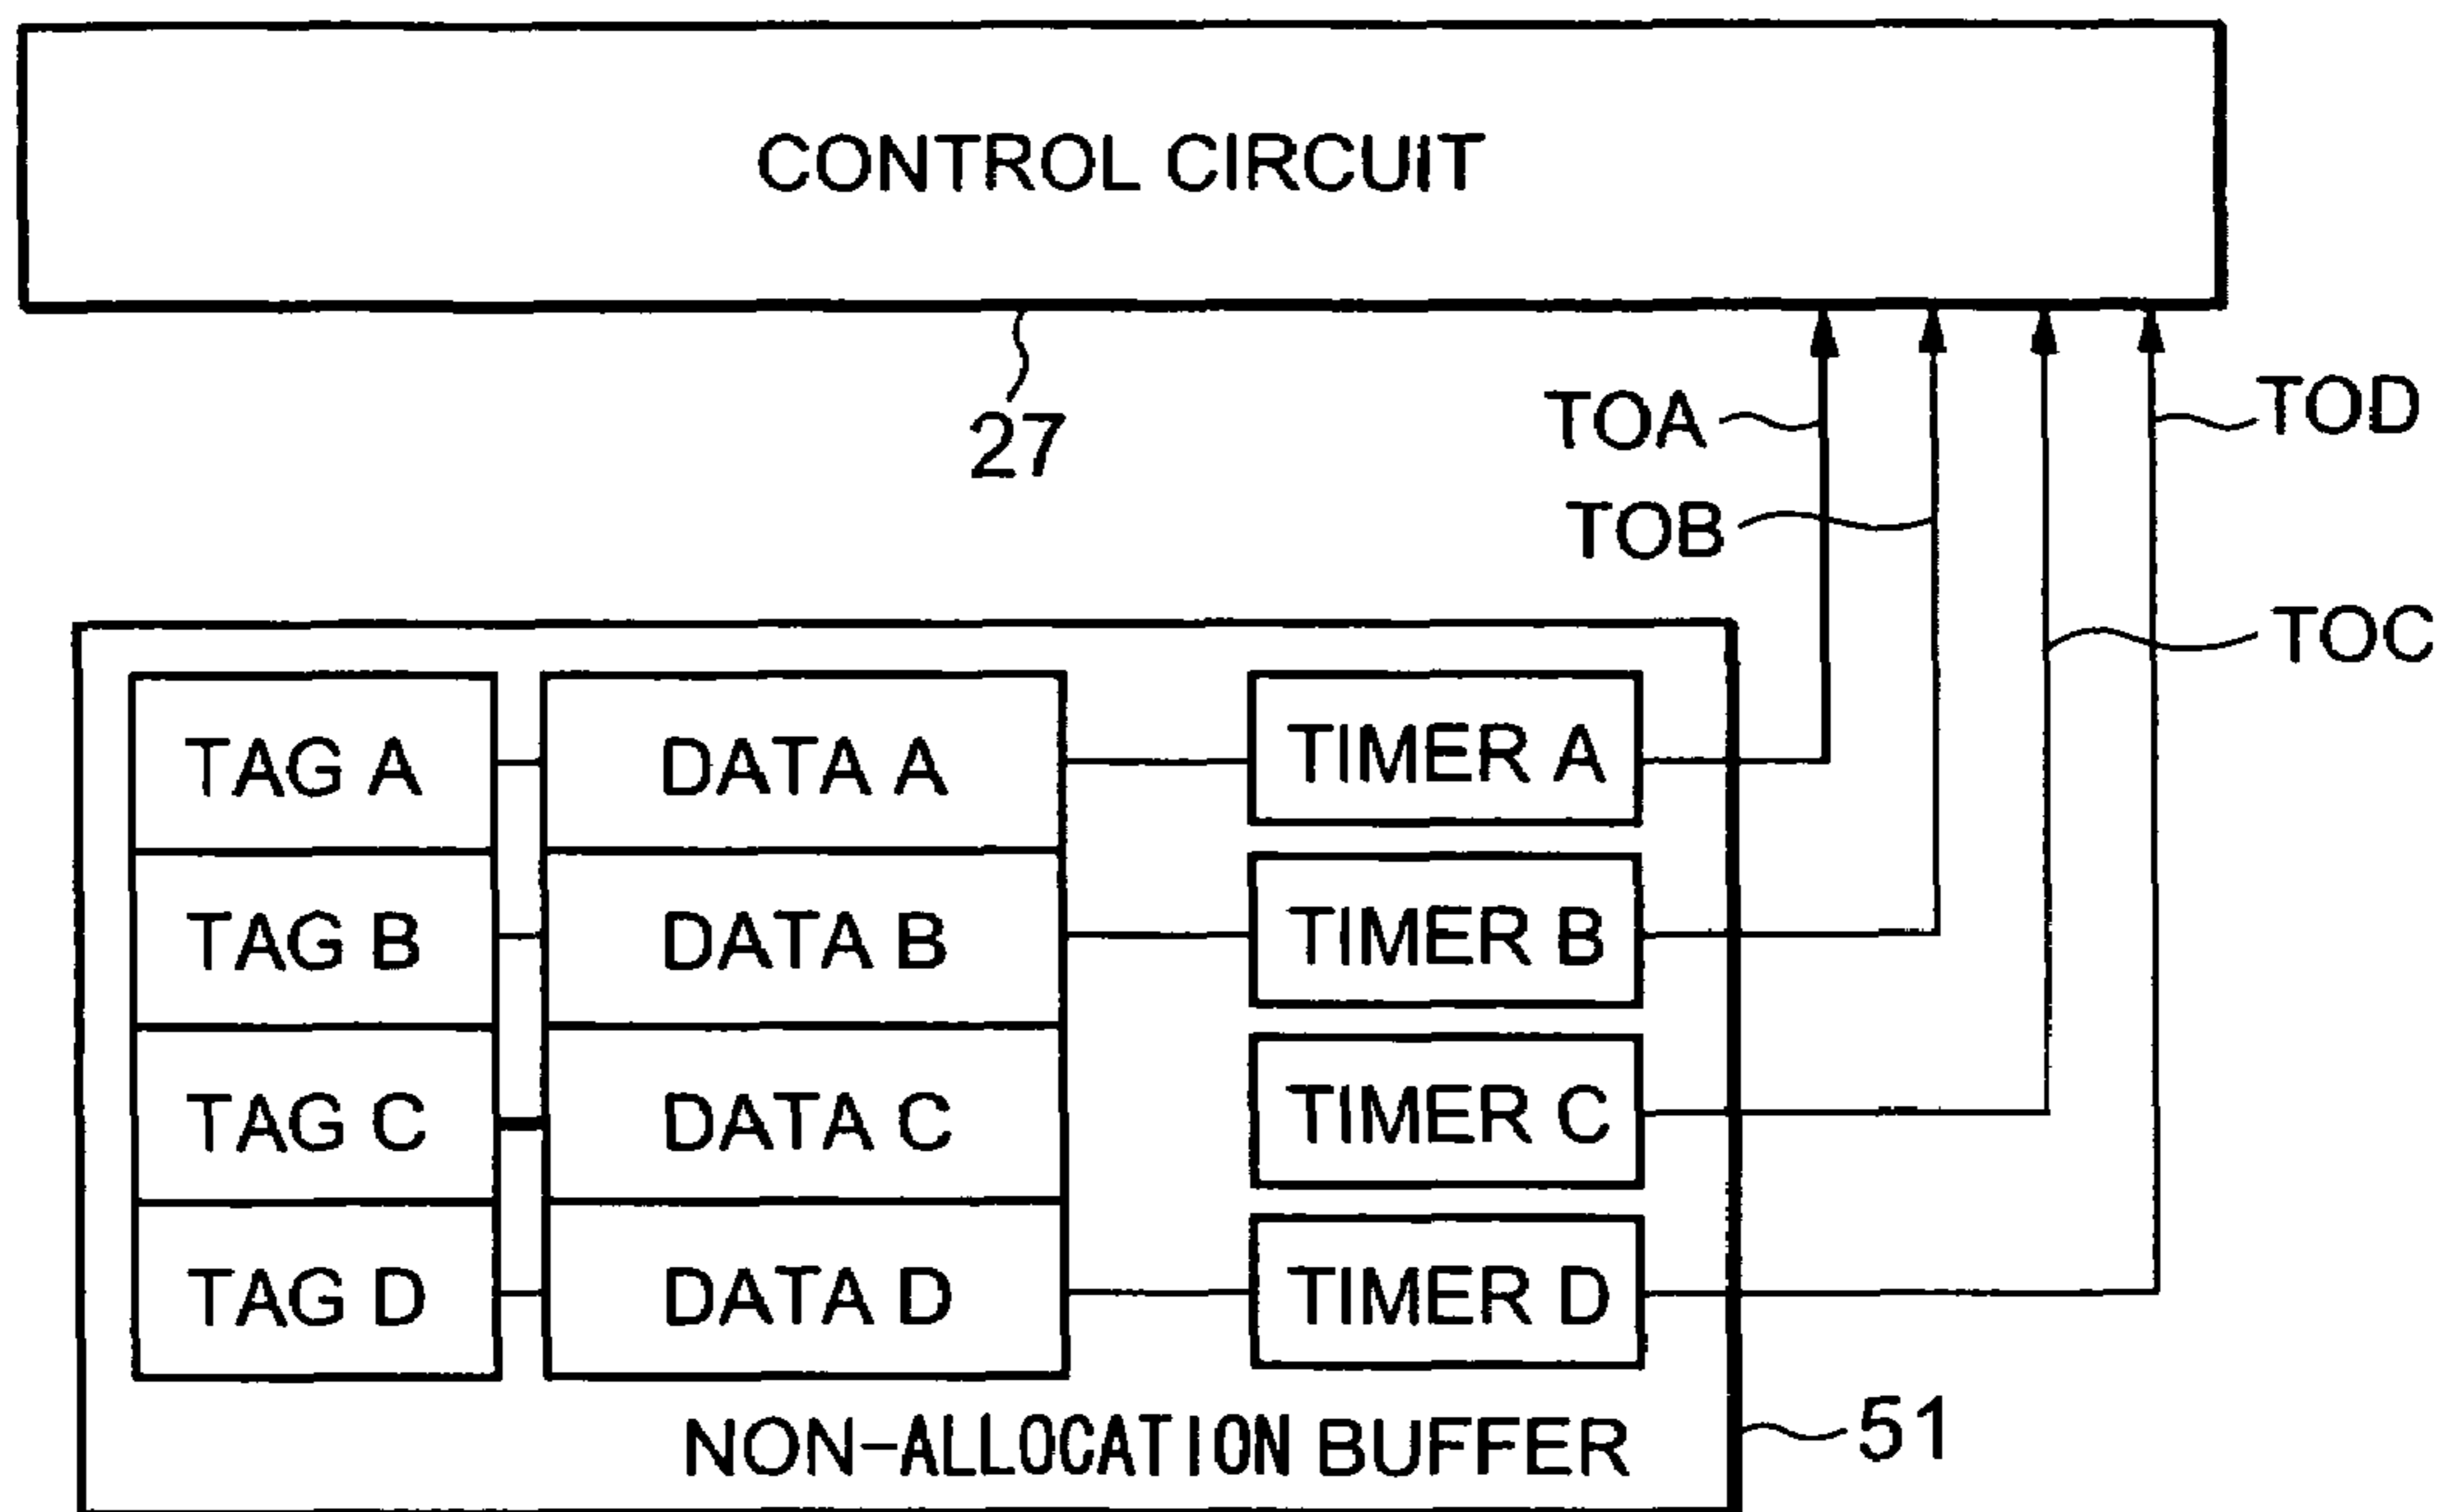 CONTROL CIRCUIT
27
TOA
TOD
TOB
TOC
TAG A
DATA A
TIMER A
TAG B
DATA B
TIMER B
TAG C
DATA C
TIMER C
TAG D
DATA D
TIMER D
NON-ALLOCATION BUFFER
51